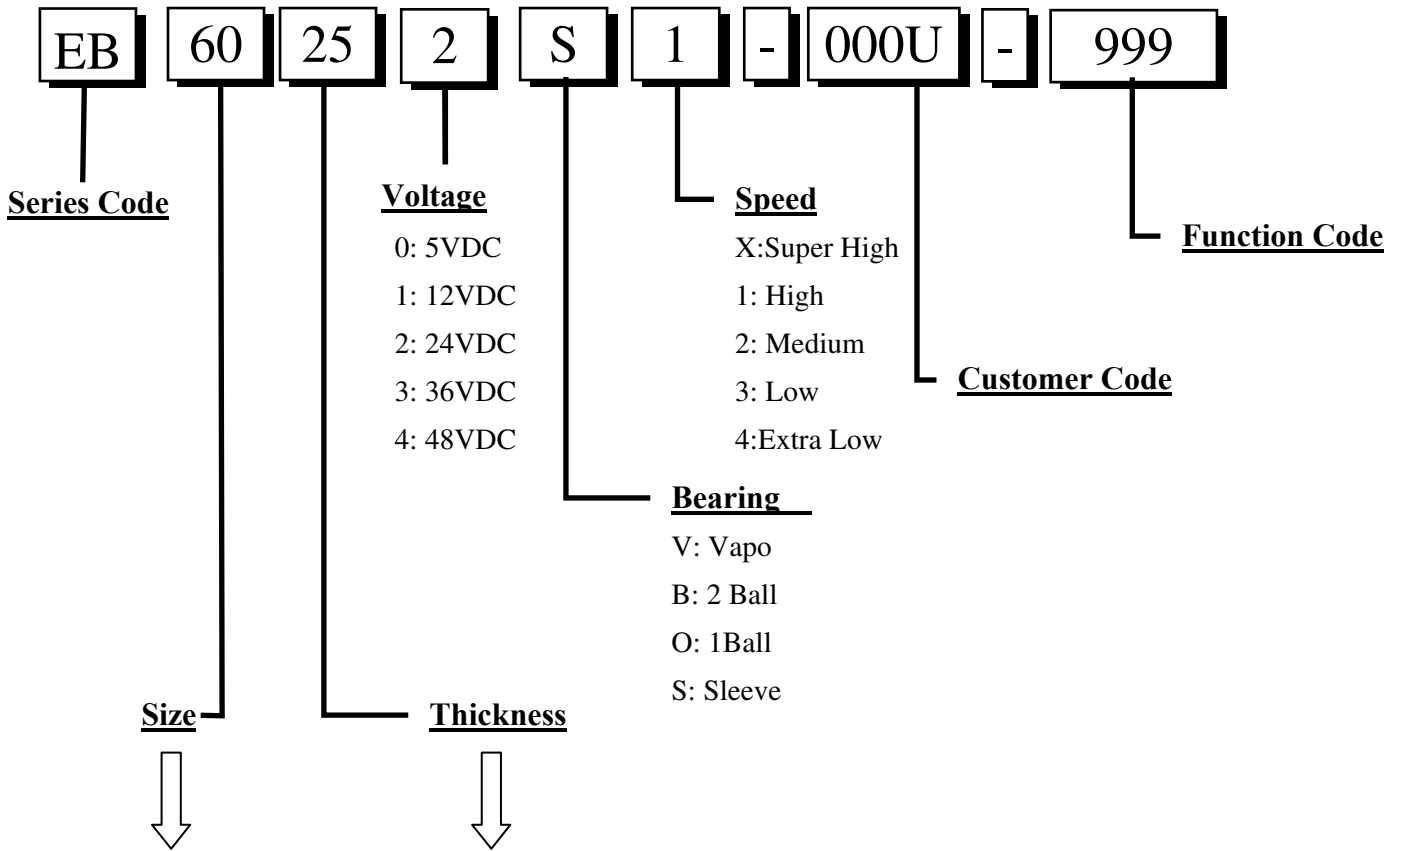 EB 60 25 2 S 1 - 000U - 999
Series Code
Voltage
0: 5VDC
1: 12VDC
2: 24VDC
3: 36VDC
4: 48VDC
Speed
X:Super High
1: High
2: Medium
3: Low
4:Extra Low
Function Code
Customer Code
Bearing
V: Vapo
B: 2 Ball
O: 1Ball
S: Sleeve
Size
Thickness